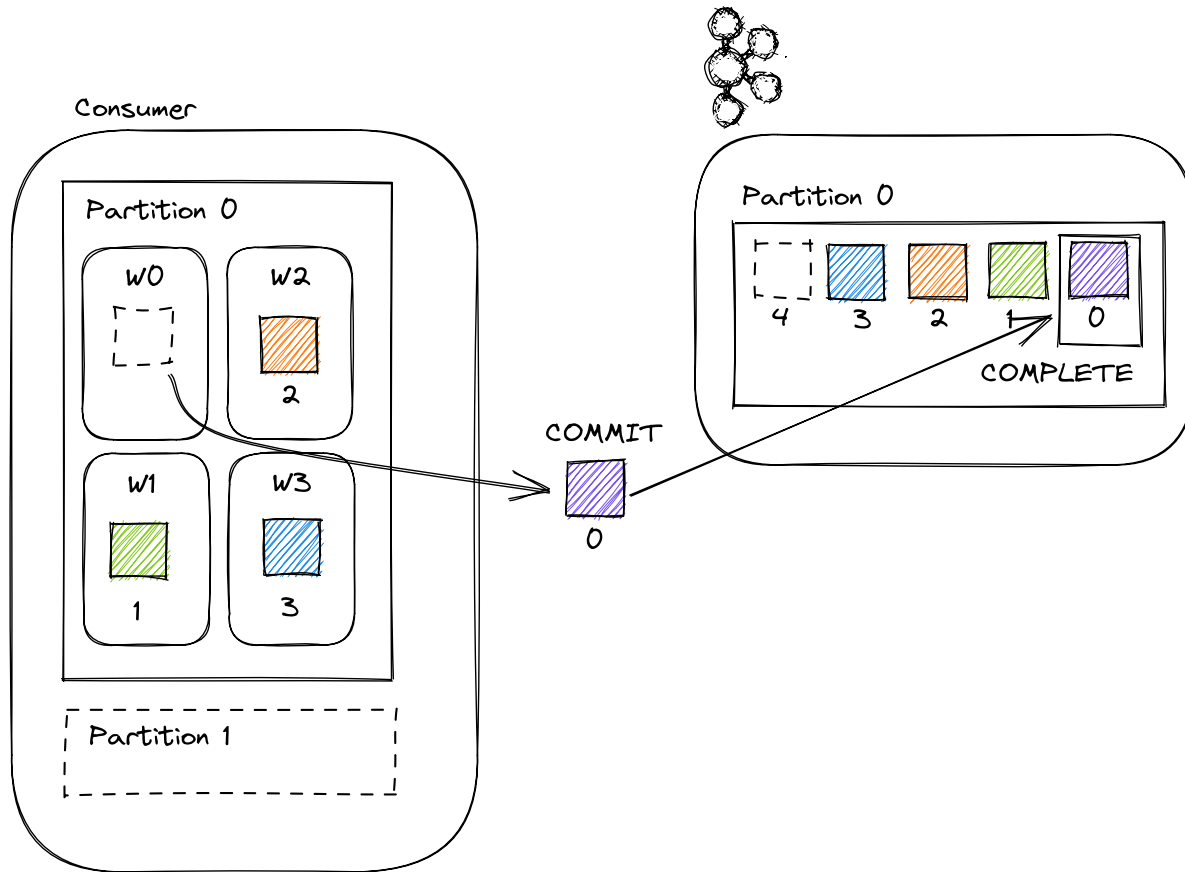 Consumer
Partition 0
W0
W2
2
W1
W3
1
3
Partition 1
COMMIT
0
Partition 0
4
3
2
1
0
COMPLETE